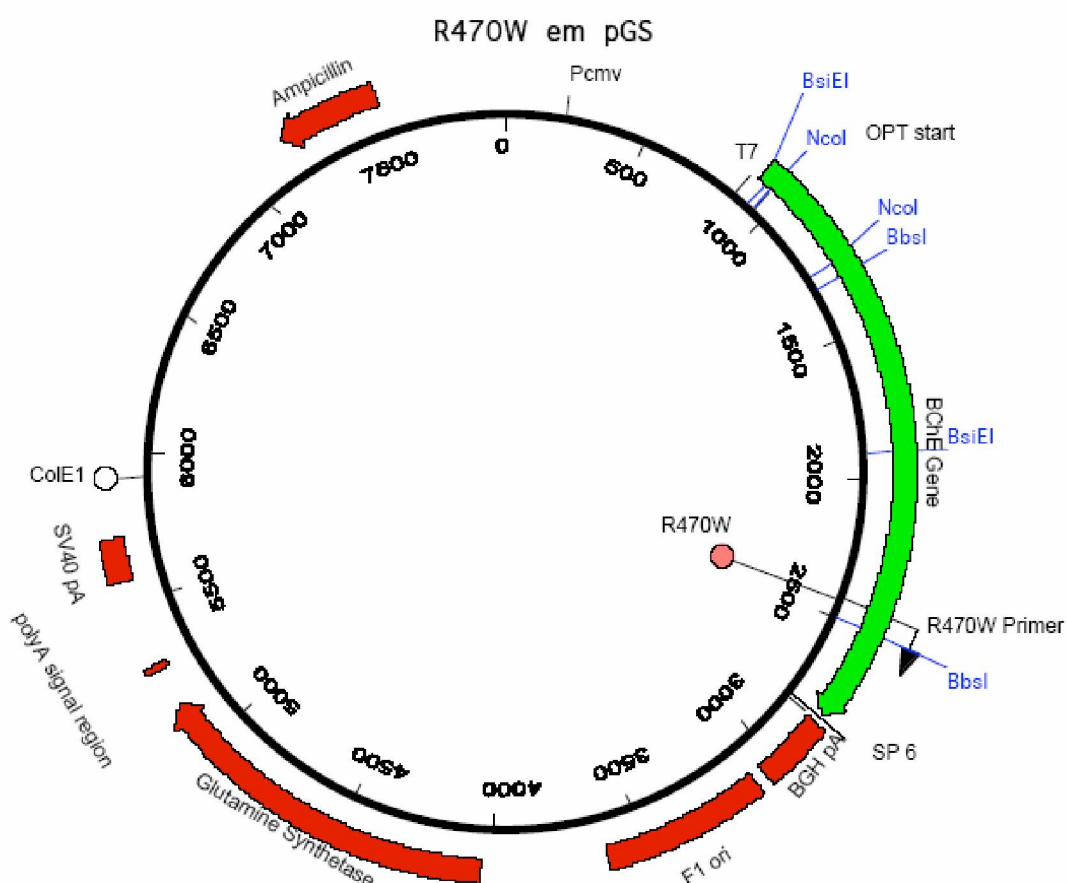 R470W em pGS
Ampicillin
Pcmv
BsiEI
OPT start
NcoI
T7
NcoI
BbsI
0
500
1000
1500
2000
2500
3000
3500
4000
4500
5000
5500
6000
6500
7000
7500
BChE Gene
BsiEI
R470W
R470W Primer
BbsI
SP 6
BGH pA
F1 ori
Glutamine Synthetase
polyA signal region
SV40 pA
ColE1